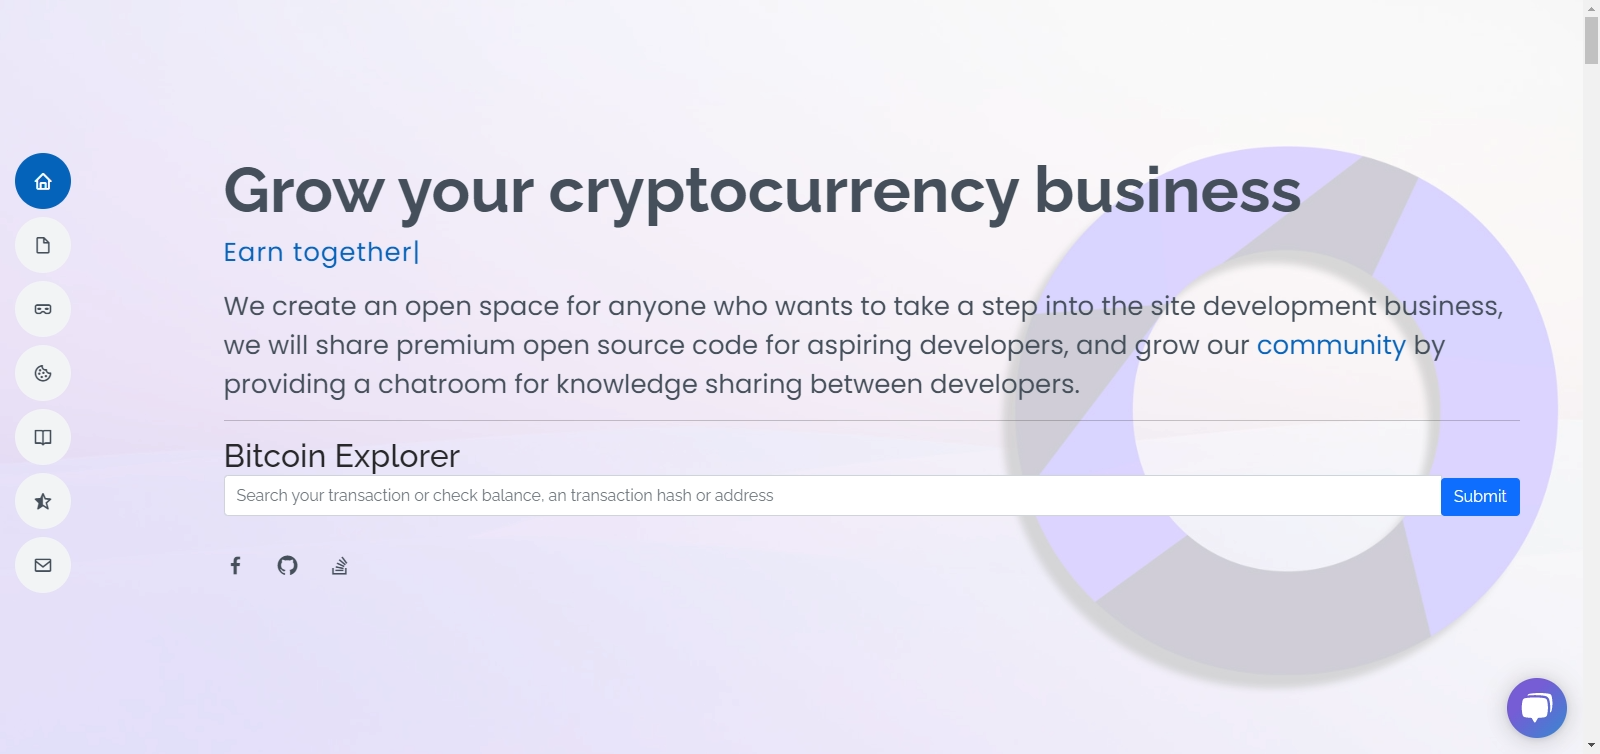 Grow your cryptocurrency business
Earn together|
We create an open space for anyone who wants to take a step into the site development business,
we will share premium open source code for aspiring developers, and grow our community by
providing a chatroom for knowledge sharing between developers.
Bitcoin Explorer
Search your transaction or check balance, an transaction hash or address
Submit